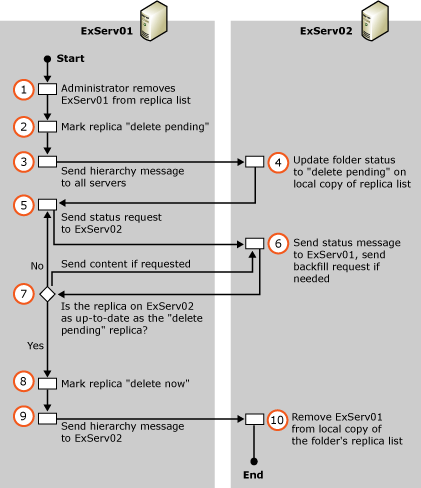 ExServ01
ExServ02
Start
1
Administrator removes
ExServ01 from replica list
2
Mark replica "delete pending"
3
Send hierarchy message
to all servers
4
Update folder status
to "delete pending" on
local copy of replica list
5
Send status request
to ExServ02
6
Send status message
to ExServ01, send
backfill request if
needed
No
Send content if requested
7
Is the replica on ExServ02
as up-to-date as the "delete
pending" replica?
Yes
8
Mark replica "delete now"
9
Send hierarchy message
to ExServ02
10
Remove ExServ01
from local copy of
the folder's replica list
End